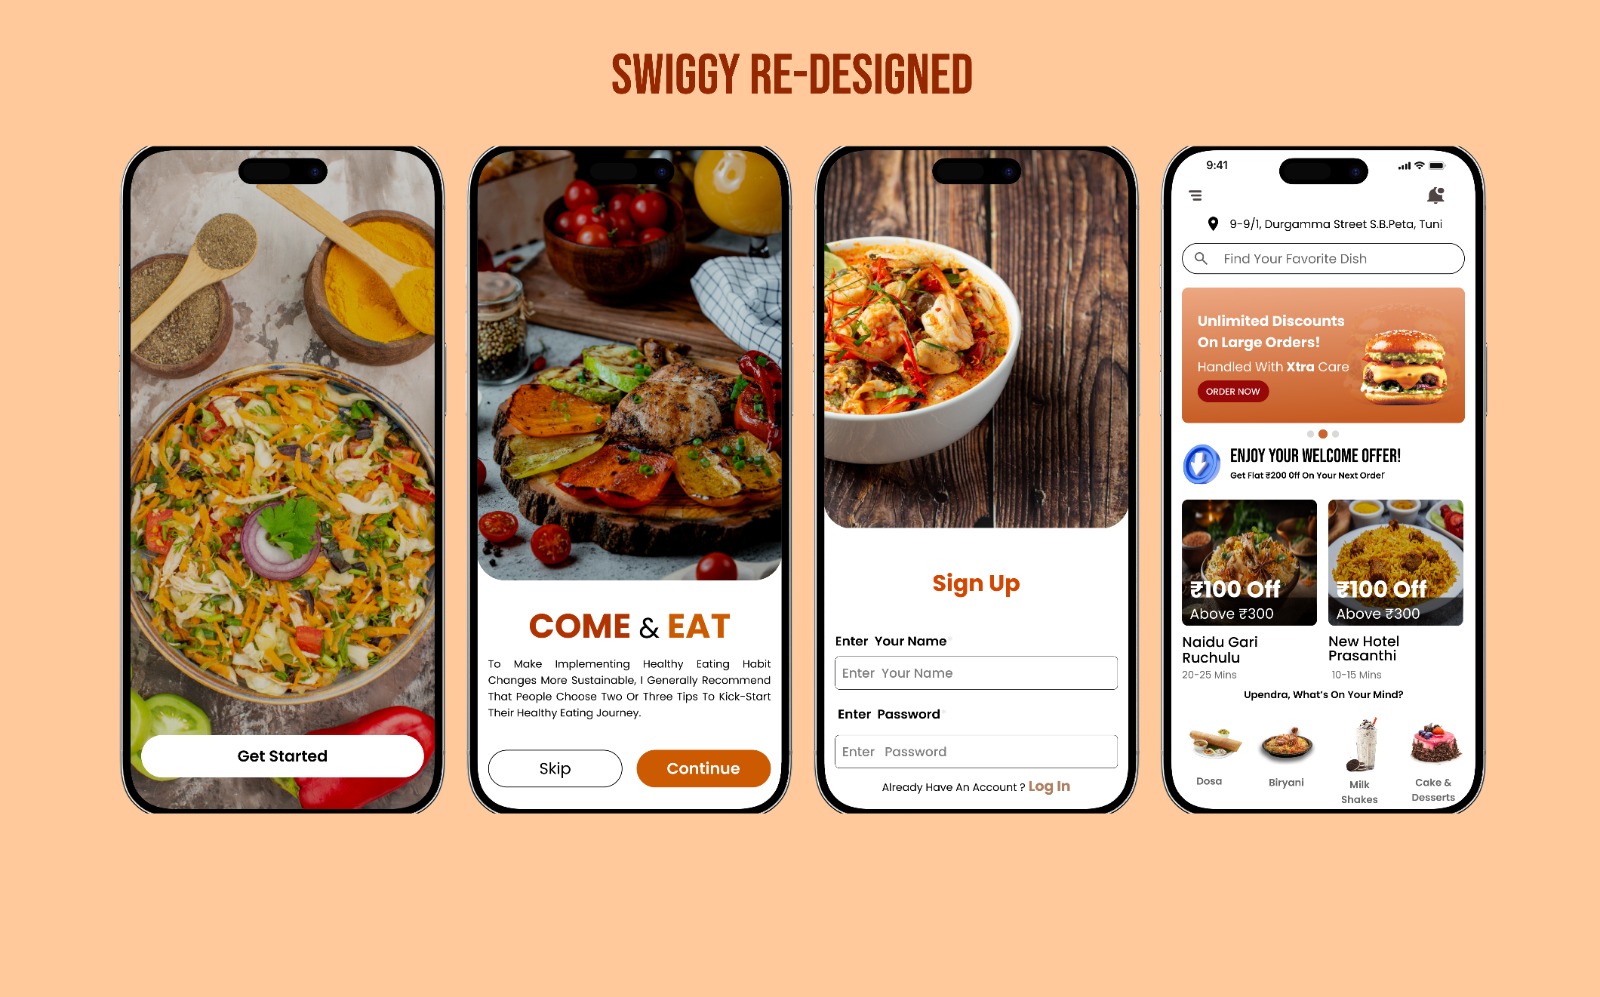 SWIGGY RE-DESIGNED
Get Started
COME & EAT
To Make Implementing Healthy Eating Habit
Changes More Sustainable, I Generally Recommend
That People Choose Two Or Three Tips To Kick-Start
Their Healthy Eating Journey.
Skip
Continue
Sign Up
Enter Your Name
Enter Your Name
Enter Password
Enter Password
Already Have An Account ? Log In
9:41
9-9/1, Durgamma Street S.B.Peta, Tuni
Find Your Favorite Dish
Unlimited Discounts
On Large Orders!
Handled With Xtra Care
ORDER NOW
ENJOY YOUR WELCOME OFFER!
Get Flat ₹200 Off On Your Next Order
₹100 Off
Above ₹300
₹100 Off
Above ₹300
Naidu Gari
Ruchulu
20-25 Mins
New Hotel
Prasanthi
10-15 Mins
Upendra, What's On Your Mind?
Dosa
Biryani
Milk
Shakes
Cake &
Desserts